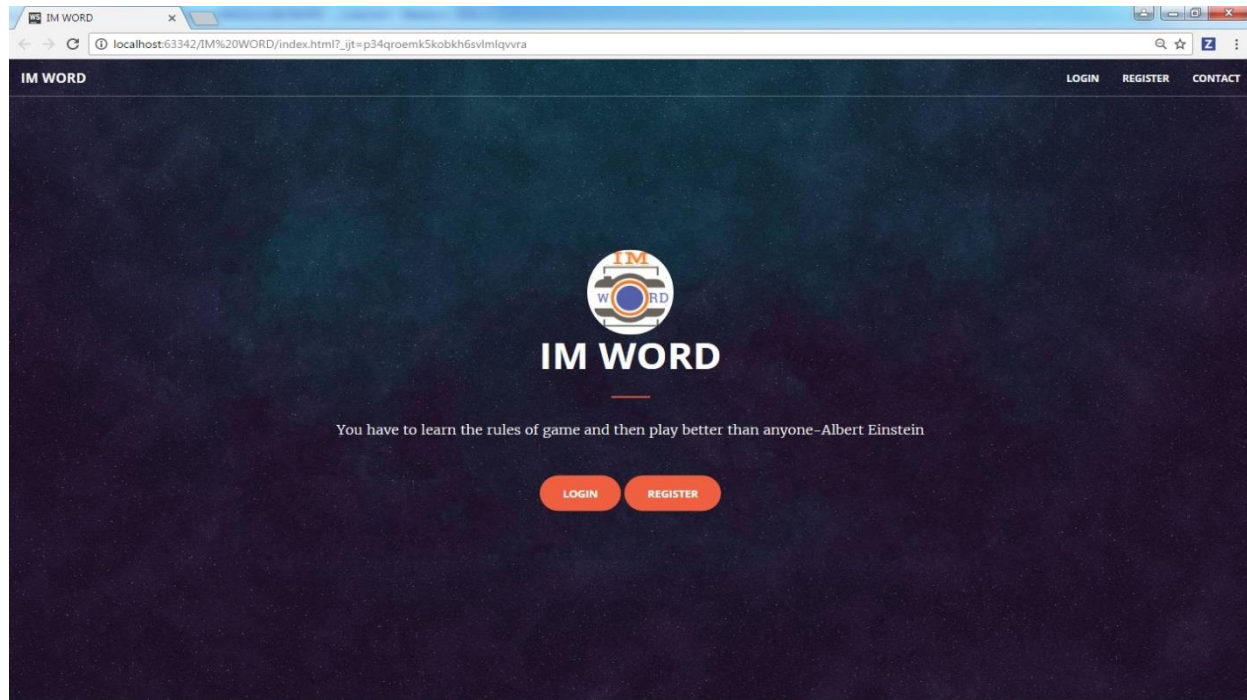 WS IM WORD
localhost:63342/IM%20WORD/index.html?_ijt=p34qroemk5kobkh6svlmlqvvra
Z
IM WORD LOGIN REGISTER CONTACT
IM
W RD
IM WORD
You have to learn the rules of game and then play better than anyone-Albert Einstein
LOGIN REGISTER